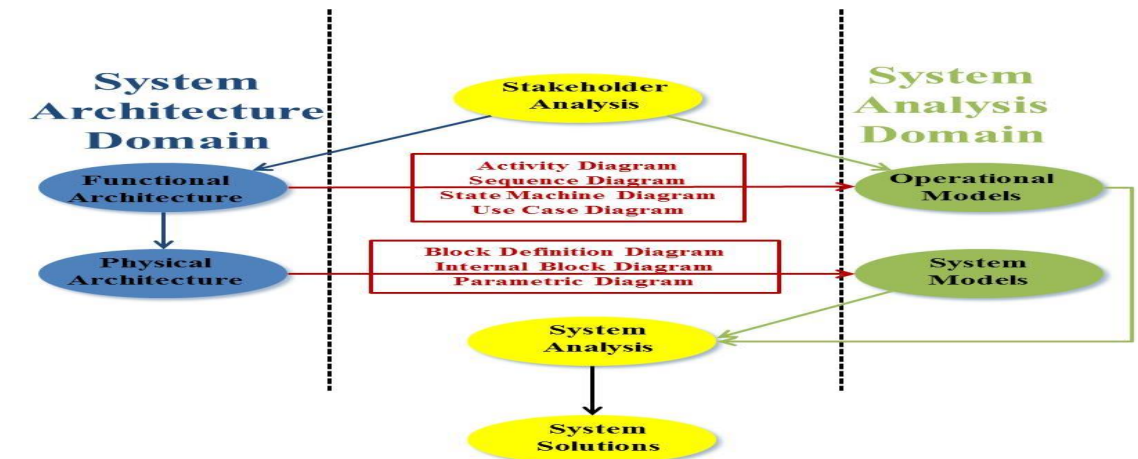 System
Architecture
Domain
Stakeholder
Analysis
System
Analysis
Domain
Functional
Architecture
Activity Diagram
Sequence Diagram
State Machine Diagram
Use Case Diagram
Operational
Models
Physical
Architecture
Block Definition Diagram
Internal Block Diagram
Parametric Diagram
System
Models
System
Analysis
System
Solutions